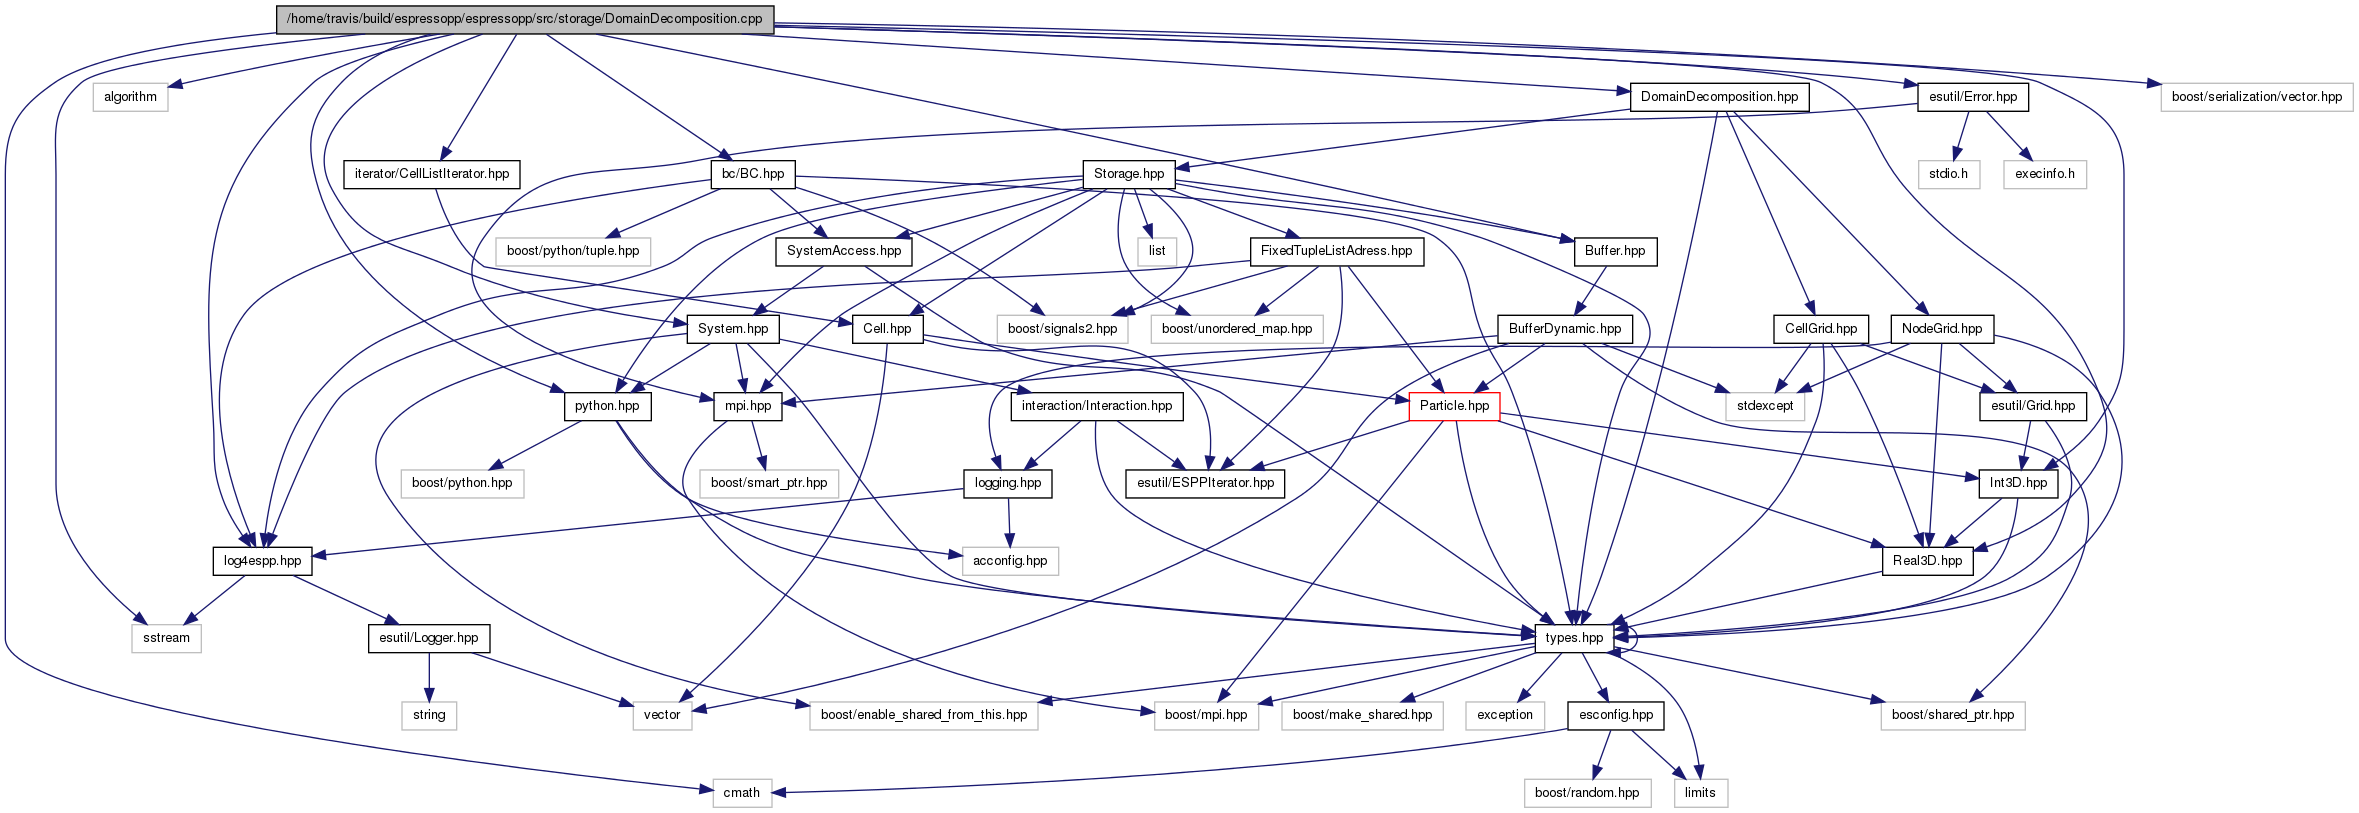 /home/travis/build/espressopp/espressopp/src/storage/DomainDecomposition.cpp
algorithm
DomainDecomposition.hpp
esutil/Error.hpp
boost/serialization/vector.hpp
iterator/CellListIterator.hpp
bc/BC.hpp
Storage.hpp
stdio.h
execinfo.h
boost/python/tuple.hpp
SystemAccess.hpp
list
FixedTupleListAdress.hpp
Buffer.hpp
System.hpp
Cell.hpp
boost/signals2.hpp
boost/unordered_map.hpp
BufferDynamic.hpp
CellGrid.hpp
NodeGrid.hpp
python.hpp
mpi.hpp
interaction/Interaction.hpp
Particle.hpp
stdexcept
esutil/Grid.hpp
boost/python.hpp
boost/smart_ptr.hpp
logging.hpp
esutil/ESPPIterator.hpp
Int3D.hpp
log4espp.hpp
acconfig.hpp
Real3D.hpp
sstream
esutil/Logger.hpp
types.hpp
string
vector
boost/enable_shared_from_this.hpp
boost/mpi.hpp
boost/make_shared.hpp
exception
esconfig.hpp
boost/shared_ptr.hpp
cmath
boost/random.hpp
limits